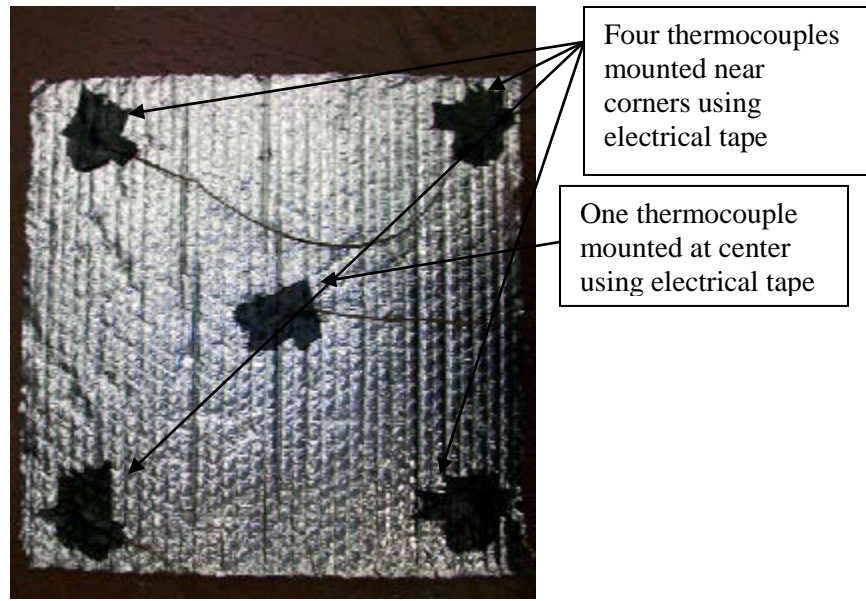 Four thermocouples
mounted near
corners using
electrical tape
One thermocouple
mounted at center
using electrical tape